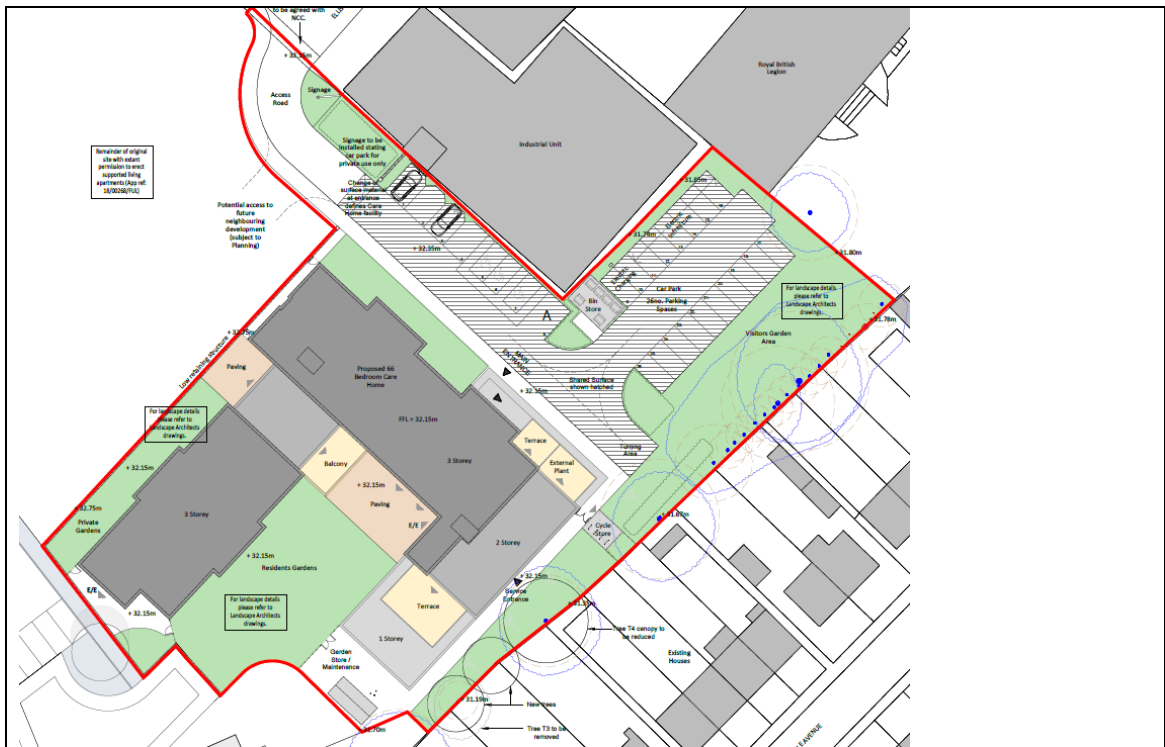 to be agreed with
NCC.
+ 32.35m
Access
Road
Signage
Royal British
Legion
Industrial Unit
Signage to be
installed stating
car park for
private use only
Remainder of original
site with extant
permission to erect
supported living
apartments (App ref:
18/00268/FUL)
Change of
surface material
at entrance
defines Care
Home facility
Potential access to
future
neighbouring
development
(subject to
Planning)
+ 32.35m
+ 31.78m
Electric
Charging
Bin
Store
Car Park
26no. Parking
Spaces
A
+ 31.80m
For landscape details
please refer to
Landscape Architects
drawings.
+ 31.78m
Visitors Garden
Area
+ 32.75m
Low retaining structure
Paving
Proposed 66
Bedroom Care
Home
FFL + 32.15m
MAIN
ENTRANCE
Shared Surface
shown hatched
For landscape details
please refer to
Landscape Architects
drawings.
3 Storey
Terrace
External
Plant
Turning
Area
+ 32.15m
Balcony
+ 32.15m
Paving
E/E
3 Storey
+ 32.75m
Private
Gardens
2 Storey
Cycle
Store
+ 32.15m
Residents Gardens
+ 32.15m
Service
Entrance
E/E
+ 32.15m
For landscape details
please refer to
Landscape Architects
drawings.
Terrace
1 Storey
Tree T4 canopy to
be reduced
Existing
Houses
Garden
Store /
Maintenance
+ 31.19m
New trees
Tree T3 to be
removed
AVENUE